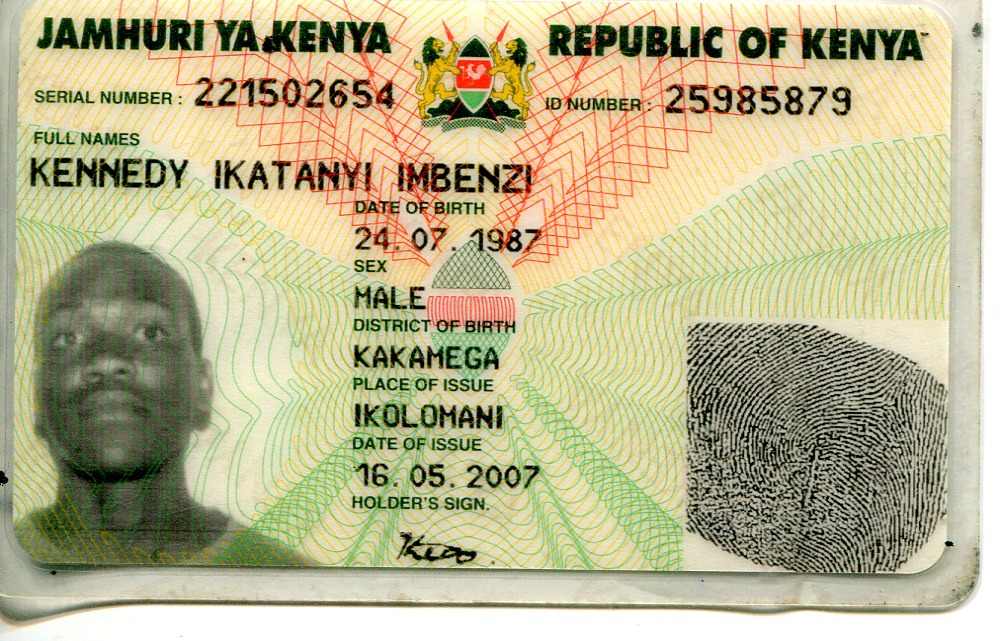 JAMHURI YA KENYA REPUBLIC OF KENYA
SERIAL NUMBER : 221502654 ID NUMBER : 25985879
FULL NAMES
KENNEDY IKATANYI IMBENZI
DATE OF BIRTH
24. 07. 1987
SEX
MALE
DISTRICT OF BIRTH
KAKAMEGA
PLACE OF ISSUE
IKOLOMANI
DATE OF ISSUE
16. 05. 2007
HOLDER'S SIGN.